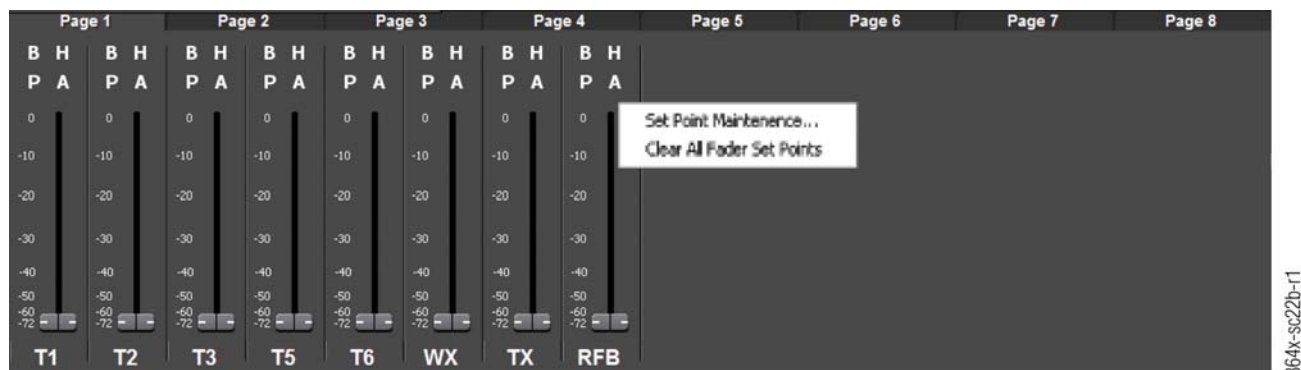 Page 1 Page 2 Page 3 Page 4 Page 5 Page 6 Page 7 Page 8
B H B H B H B H B H B H B H B H
P A P A P A P A P A P A P A P A
0 0 0 0 0 0 0 0
Set Point Maintenence...
-10 -10 -10 -10 -10 -10 -10 -10
Clear All Fader Set Points
-20 -20 -20 -20 -20 -20 -20 -20
-30 -30 -30 -30 -30 -30 -30 -30
-40 -40 -40 -40 -40 -40 -40 -40
-50 -50 -50 -50 -50 -50 -50 -50
-60 -60 -60 -60 -60 -60 -60 -60
-72 -72 -72 -72 -72 -72 -72 -72
T1 T2 T3 T5 T6 WX TX RFB
364x-sc22b-r1